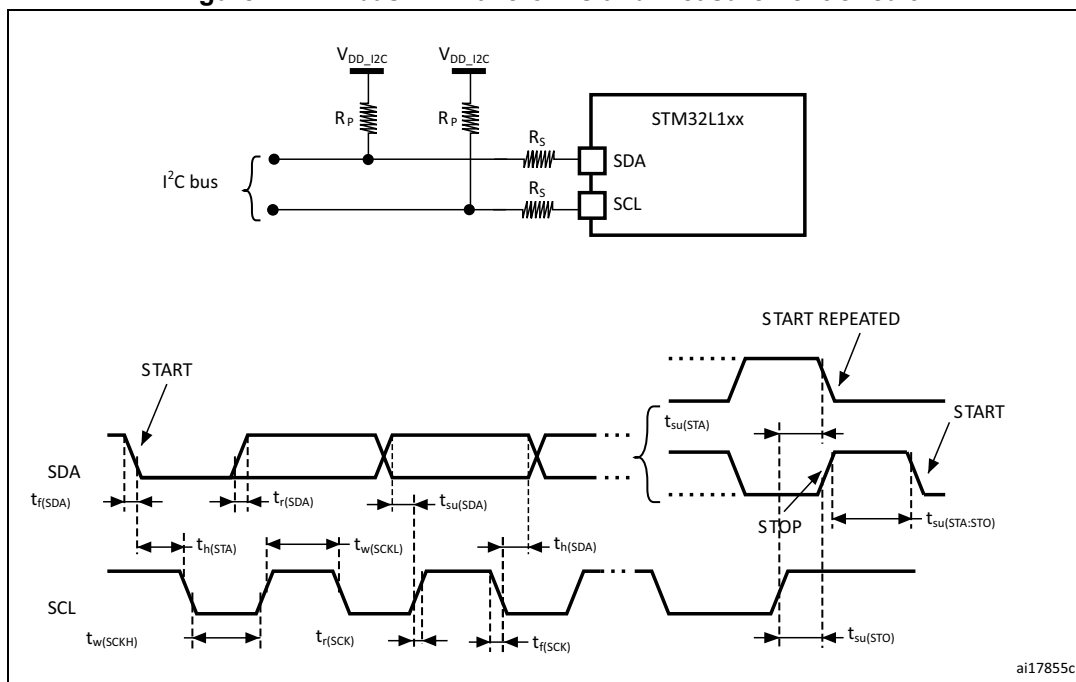 V_DD_I2C V_DD_I2C
R_P R_P STM32L1xx
R_S
SDA
I²C bus
R_S
SCL
START REPEATED
START
t_su(STA) START
SDA
t_f(SDA) t_r(SDA) t_su(SDA) STOP t_su(STA:STO)
t_h(STA) t_w(SCKL) t_h(SDA)
SCL
t_w(SCKH) t_r(SCK) t_f(SCK) t_su(STO)
ai17855c